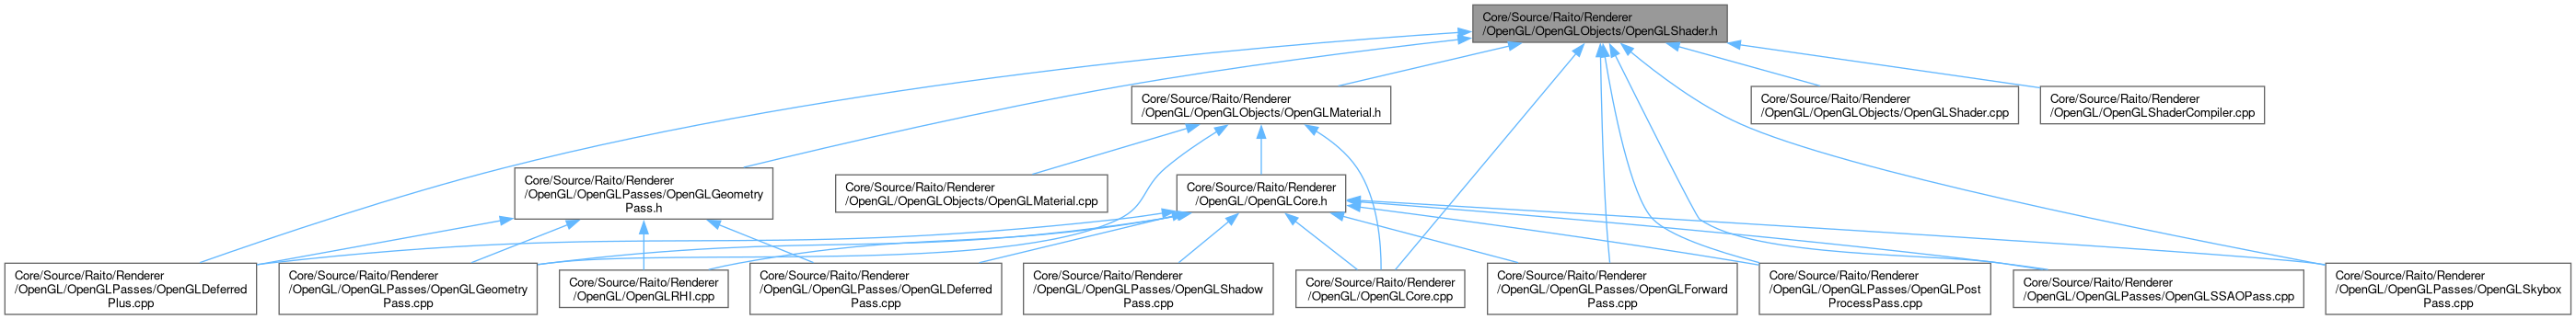 Core/Source/Raito/Renderer
/OpenGL/OpenGLObjects/OpenGLShader.h
Core/Source/Raito/Renderer
/OpenGL/OpenGLObjects/OpenGLMaterial.h
Core/Source/Raito/Renderer
/OpenGL/OpenGLObjects/OpenGLShader.cpp
Core/Source/Raito/Renderer
/OpenGL/OpenGLShaderCompiler.cpp
Core/Source/Raito/Renderer
/OpenGL/OpenGLPasses/OpenGLGeometry
Pass.h
Core/Source/Raito/Renderer
/OpenGL/OpenGLObjects/OpenGLMaterial.cpp
Core/Source/Raito/Renderer
/OpenGL/OpenGLCore.h
Core/Source/Raito/Renderer
/OpenGL/OpenGLPasses/OpenGLDeferred
Plus.cpp
Core/Source/Raito/Renderer
/OpenGL/OpenGLPasses/OpenGLGeometry
Pass.cpp
Core/Source/Raito/Renderer
/OpenGL/OpenGLRHI.cpp
Core/Source/Raito/Renderer
/OpenGL/OpenGLPasses/OpenGLDeferred
Pass.cpp
Core/Source/Raito/Renderer
/OpenGL/OpenGLPasses/OpenGLShadow
Pass.cpp
Core/Source/Raito/Renderer
/OpenGL/OpenGLCore.cpp
Core/Source/Raito/Renderer
/OpenGL/OpenGLPasses/OpenGLForward
Pass.cpp
Core/Source/Raito/Renderer
/OpenGL/OpenGLPasses/OpenGLPost
ProcessPass.cpp
Core/Source/Raito/Renderer
/OpenGL/OpenGLPasses/OpenGLSSAOPass.cpp
Core/Source/Raito/Renderer
/OpenGL/OpenGLPasses/OpenGLSkybox
Pass.cpp